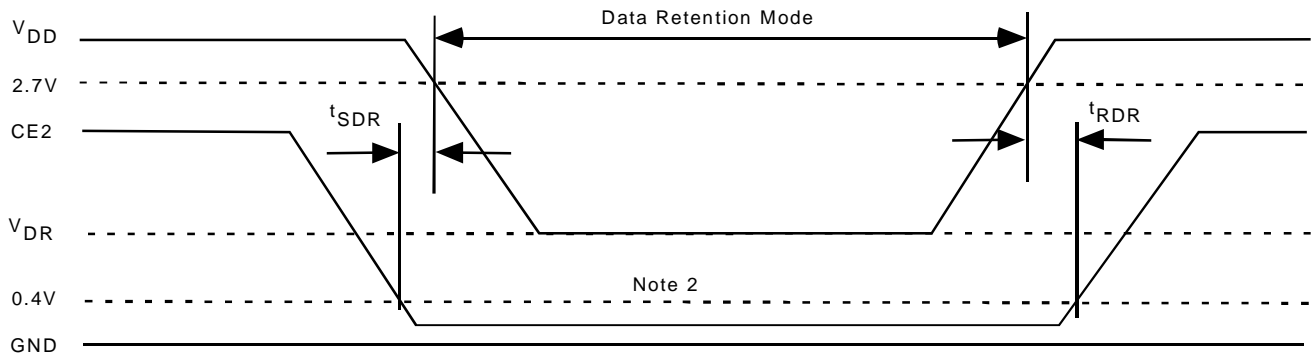 Data Retention Mode
VDD
2.7V
tSDR
tRDR
CE2
VDR
0.4V
Note 2
GND